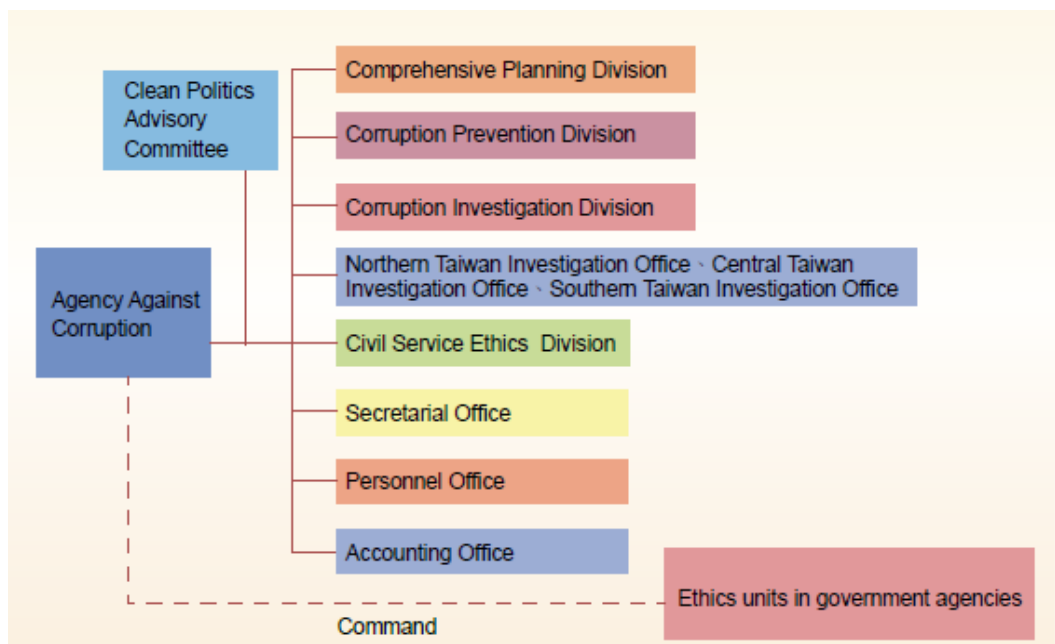 Clean Politics
Advisory
Committee
Agency Against
Corruption
Comprehensive Planning Division
Corruption Prevention Division
Corruption Investigation Division
Northern Taiwan Investigation Office、Central Taiwan
Investigation Office、Southern Taiwan Investigation Office
Civil Service Ethics Division
Secretarial Office
Personnel Office
Accounting Office
Ethics units in government agencies
Command